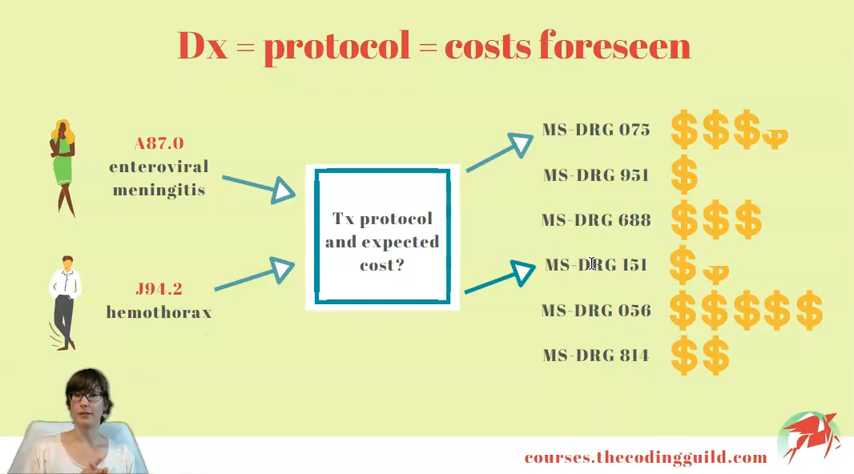 Dx = protocol = costs foreseen
A87.0
enteroviral
meningitis
J94.2
hemothorax
Tx protocol
and expected
cost?
MS-DRG 075 $$$
MS-DRG 951 $
MS-DRG 688 $$$
MS-DRG 151 $
MS-DRG 056 $$$$$
MS-DRG 814 $$
courses.thecodingguild.com